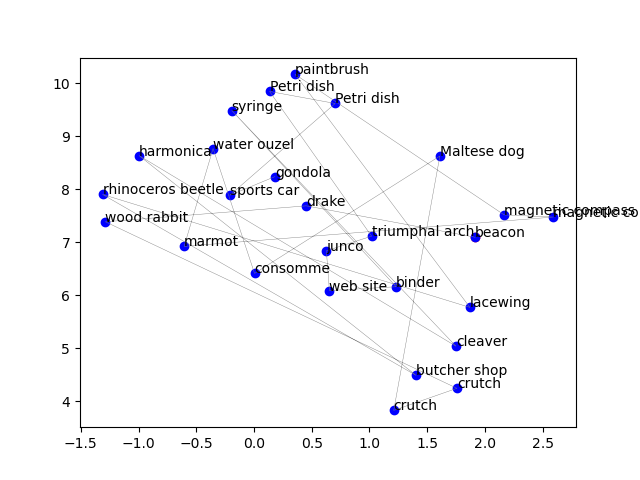 paintbrush
Petri dish
Petri dish
syringe
water ouzel
harmonica
Maltese dog
gondola
rhinoceros beetle
sports car
drake
wood rabbit
magnetic compass
magnetic co
triumphal arch
beacon
marmot
junco
consomme
web site
binder
lacewing
cleaver
butcher shop
crutch
crutch
10
9
8
7
6
5
4
−1.5 −1.0 −0.5 0.0 0.5 1.0 1.5 2.0 2.5